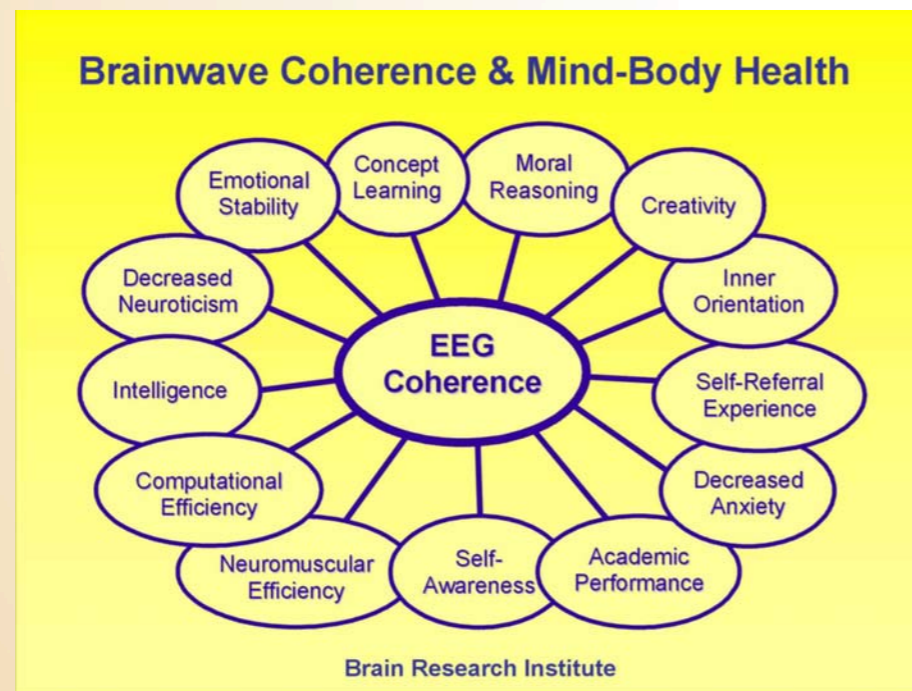 Brainwave Coherence & Mind-Body Health
Emotional
Stability
Concept
Learning
Moral
Reasoning
Creativity
Inner
Orientation
Self-Referral
Experience
Decreased
Anxiety
Academic
Performance
Self-
Awareness
Neuromuscular
Efficiency
Computational
Efficiency
Intelligence
Decreased
Neuroticism
EEG
Coherence
Brain Research Institute